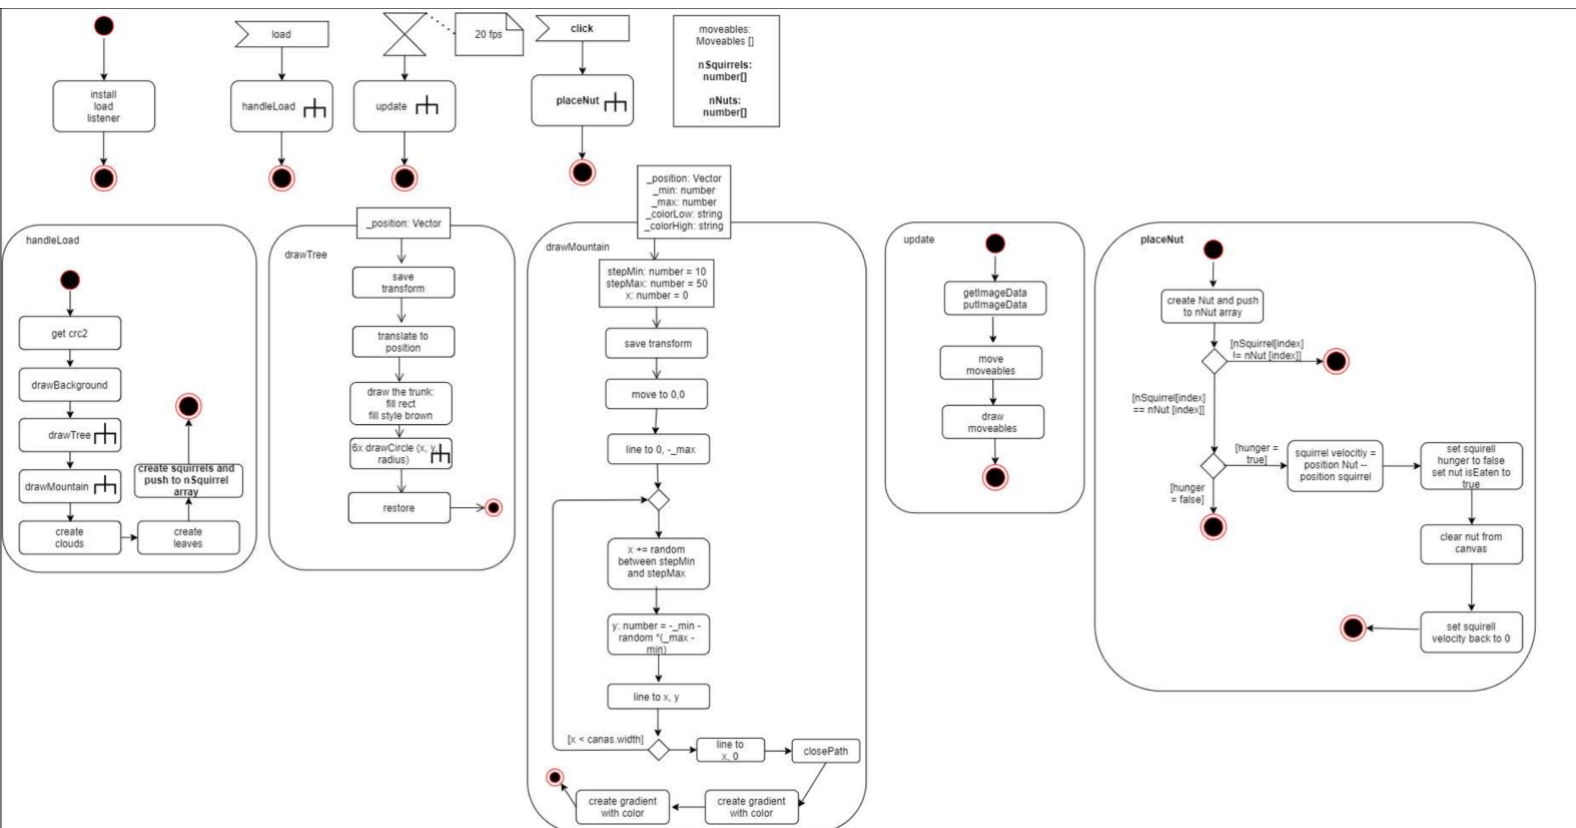 install
load
listener
load
handleLoad
update
20 fps
click
placeNut
moveables:
Moveables []
nSquirrels:
number[]
nNuts:
number[]
handleLoad
get crc2
drawBackground
drawTree
drawMountain
create
clouds
create
leaves
create squirrels and
push to nSquirrel
array
_position: Vector
drawTree
save
transform
translate to
position
draw the trunk:
fill rect
fill style brown
6x drawCircle (x, y,
radius)
restore
_position: Vector
_min: number
_max: number
_colorLow: string
_colorHigh: string
drawMountain
stepMin: number = 10
stepMax: number = 50
x: number = 0
save transform
move to 0,0
line to 0, -_max
x += random
between stepMin
and stepMax
y: number = -_min -
random *(_max -
min)
line to x, y
[x < canas.width]
line to
x, 0
closePath
create gradient
with color
create gradient
with color
update
getImageData
putImageData
move
moveables
draw
moveables
placeNut
create Nut and push
to nNut array
[nSquirrel[index]
!= nNut [index]]
[nSquirrel[index]
== nNut [index]]
[hunger =
true]
[hunger
= false]
squirrel velocitiy =
position Nut --
position squirrel
set squirell
hunger to false
set nut isEaten to
true
clear nut from
canvas
set squirell
velocity back to 0